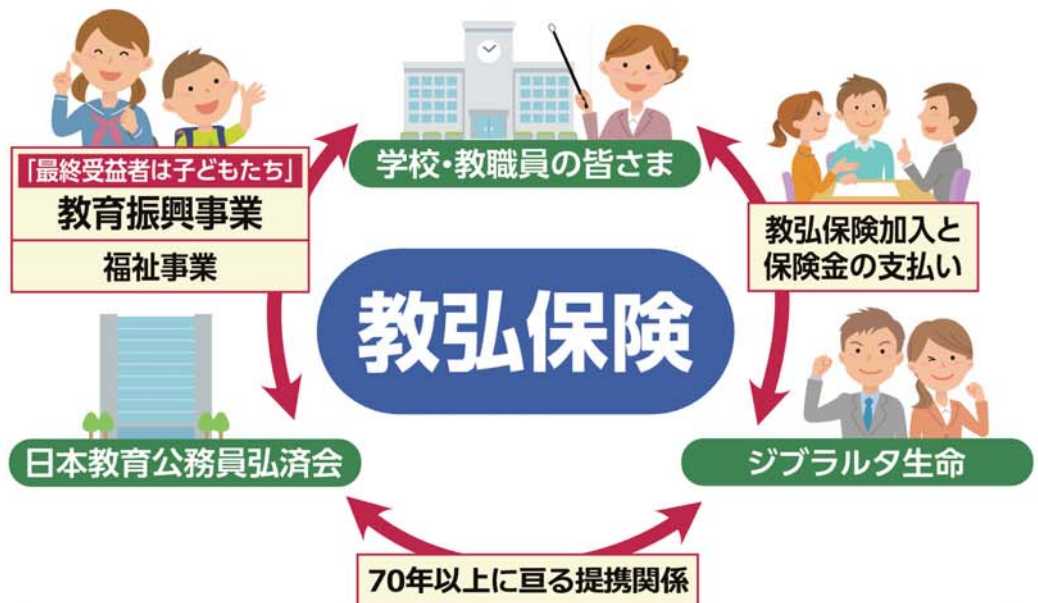 学校・教職員の皆さま
「最終受益者は子どもたち」
教育振興事業
福祉事業
教弘保険加入と
保険金の支払い
教弘保険
日本教育公務員弘済会
ジブラルタ生命
70年以上に亘る提携関係